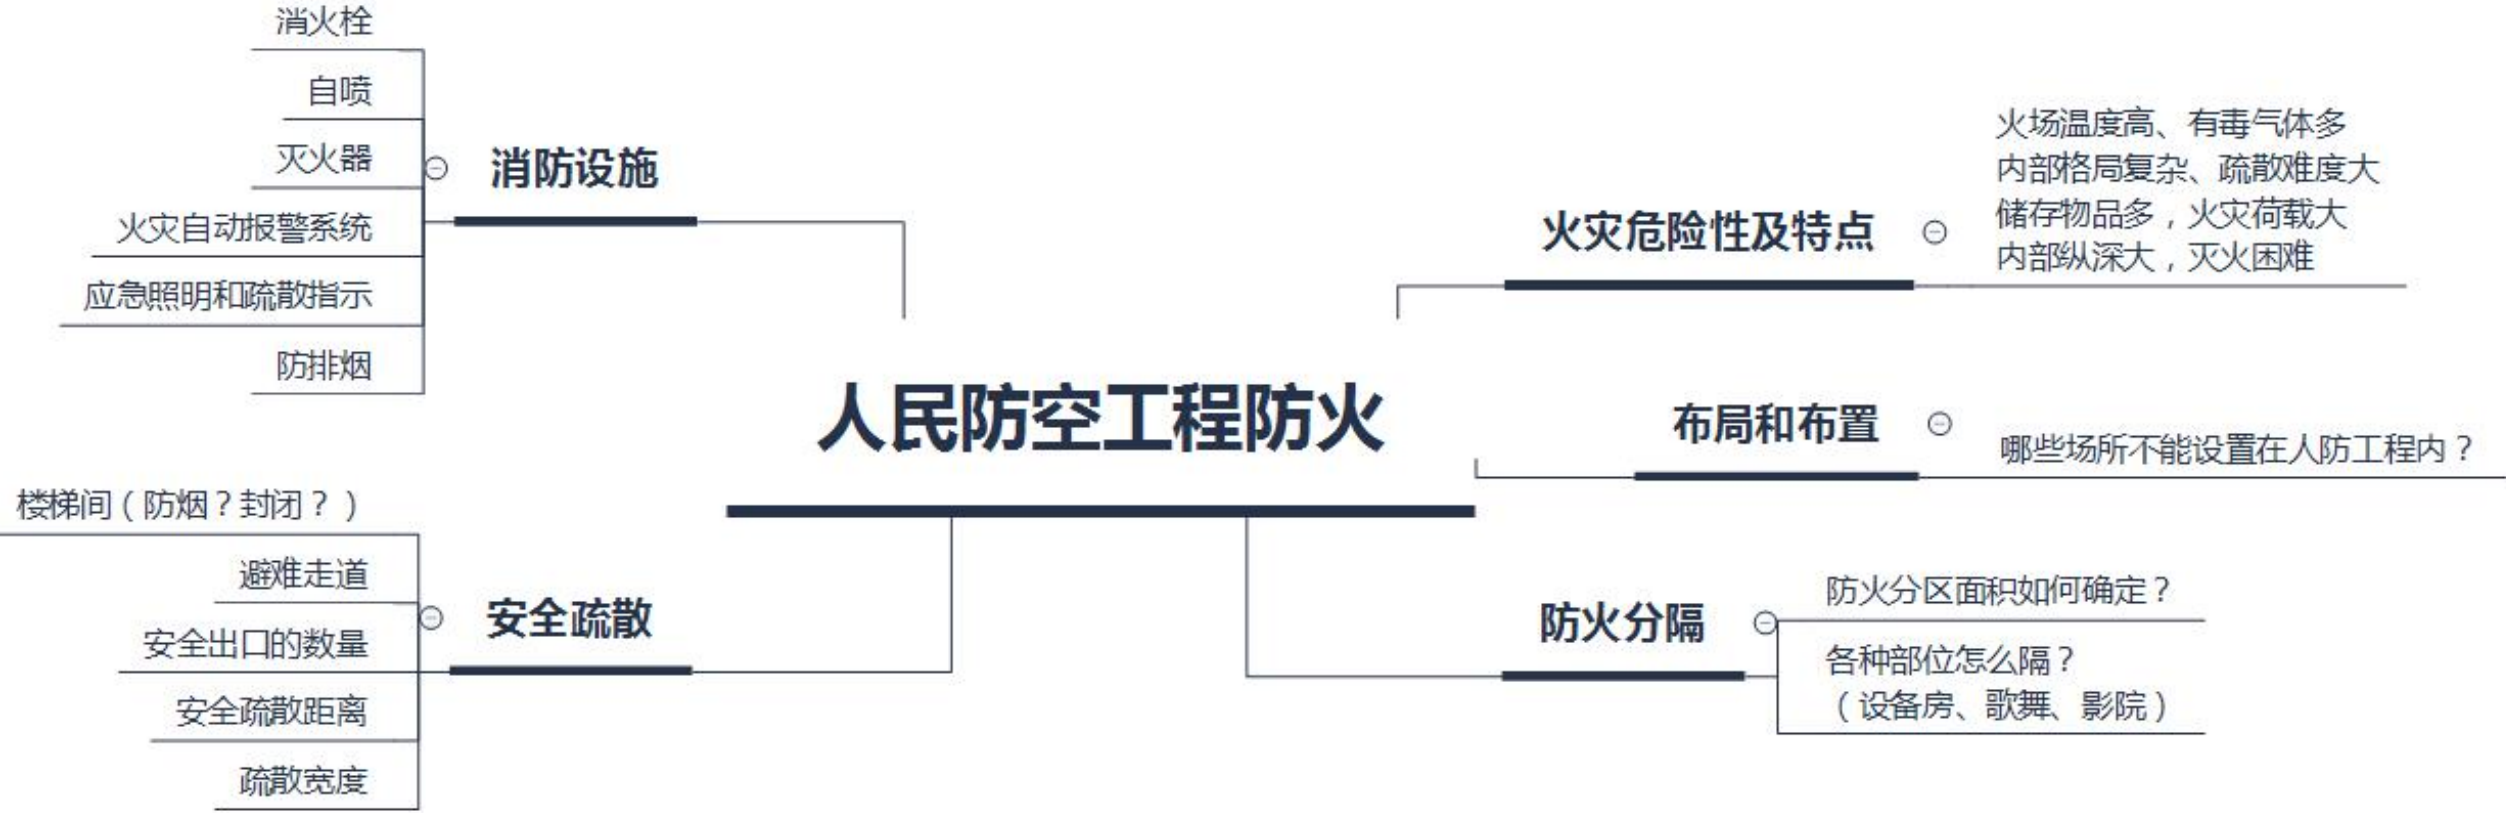 人民防空工程防火
火灾危险性及特点
火场温度高、有毒气体多
内部格局复杂、疏散难度大
储存物品多，火灾荷载大
内部纵深大，灭火困难
布局和布置
哪些场所不能设置在人防工程内？
防火分隔
防火分区面积如何确定？
各种部位怎么隔？
（设备房、歌舞、影院）
消防设施
消火栓
自喷
灭火器
火灾自动报警系统
应急照明和疏散指示
防排烟
安全疏散
楼梯间（防烟？封闭？）
避难走道
安全出口的数量
安全疏散距离
疏散宽度